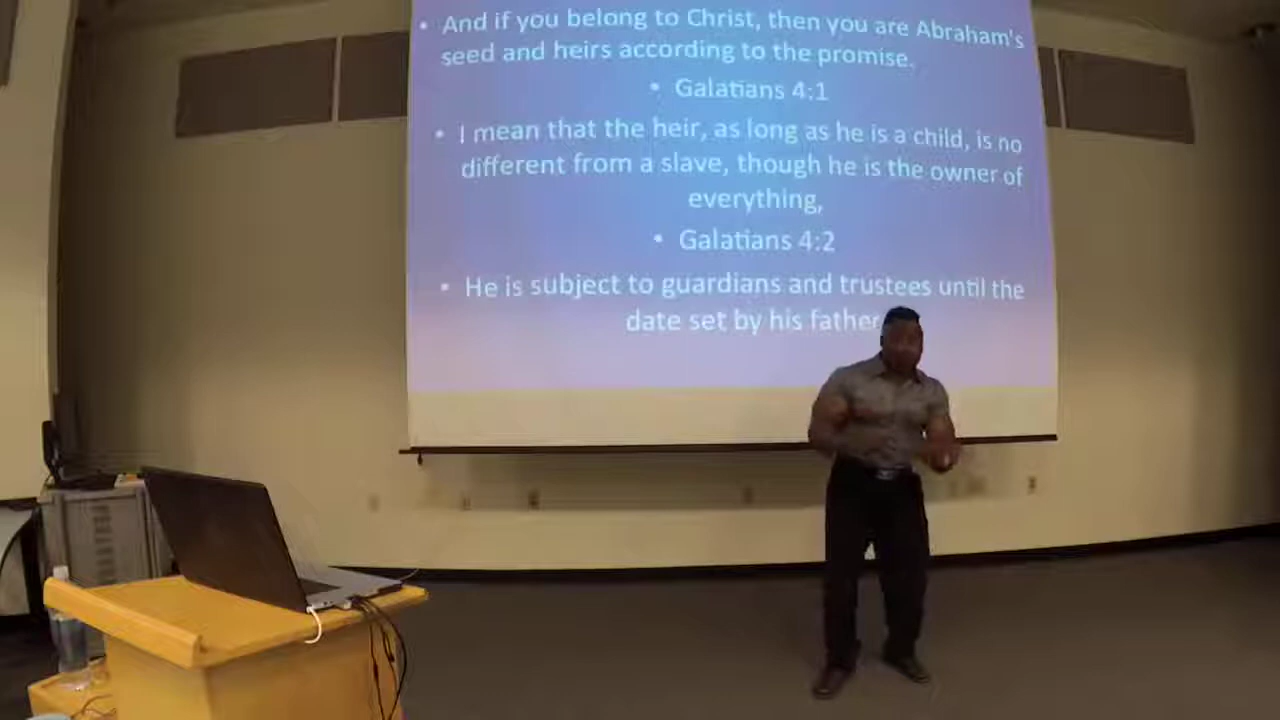 • And if you belong to Christ, then you are Abraham's
seed and heirs according to the promise.
• Galatians 4:1
• I mean that the heir, as long as he is a child, is no
different from a slave, though he is the owner of
everything,
• Galatians 4:2
• He is subject to guardians and trustees until the
date set by his father